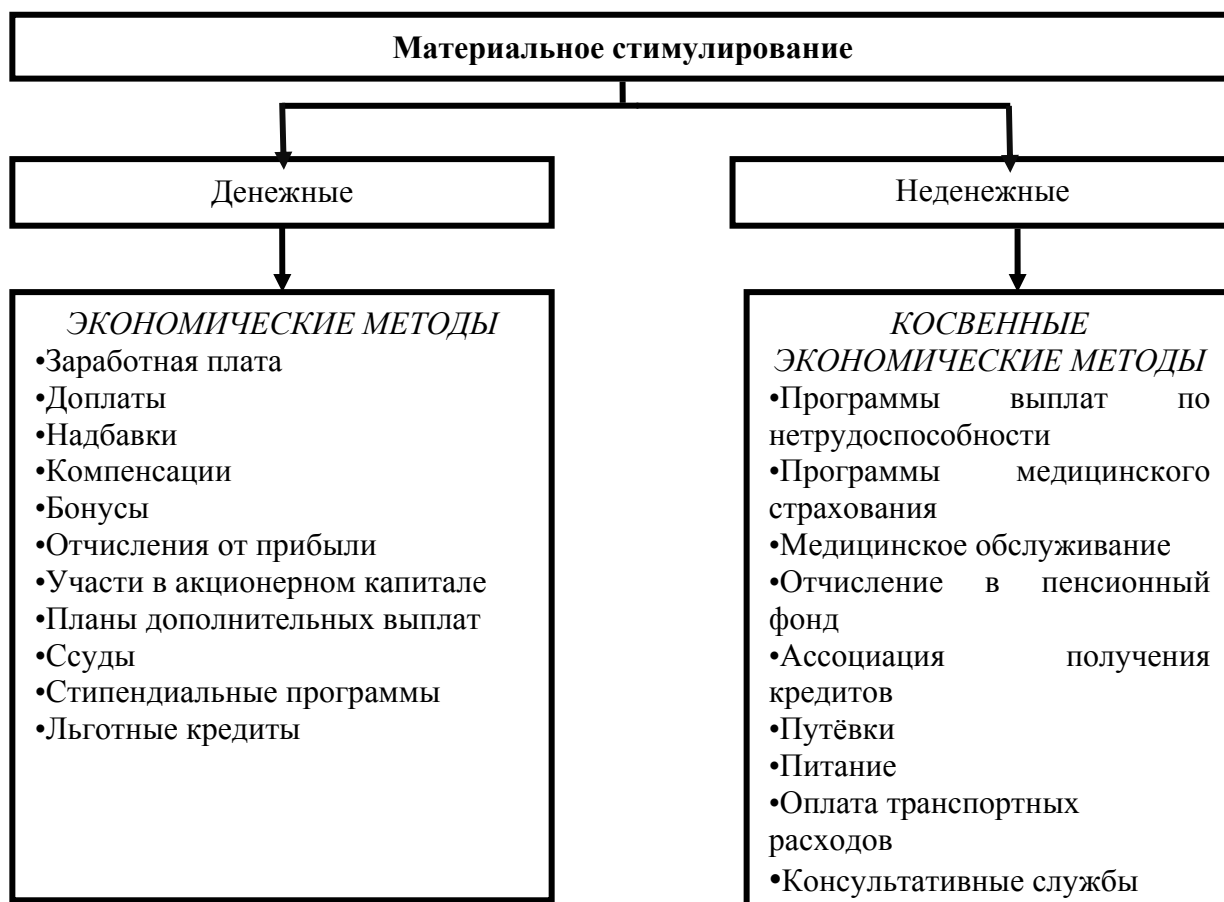 Материальное стимулирование
Денежные
Неденежные
ЭКОНОМИЧЕСКИЕ МЕТОДЫ
•Заработная плата
•Доплаты
•Надбавки
•Компенсации
•Бонусы
•Отчисления от прибыли
•Участи в акционерном капитале
•Планы дополнительных выплат
•Ссуды
•Стипендиальные программы
•Льготные кредиты
КОСВЕННЫЕ
ЭКОНОМИЧЕСКИЕ МЕТОДЫ
•Программы выплат по
нетрудоспособности
•Программы медицинского
страхования
•Медицинское обслуживание
•Отчисление в пенсионный
фонд
•Ассоциация получения
кредитов
•Путёвки
•Питание
•Оплата транспортных
расходов
•Консультативные службы